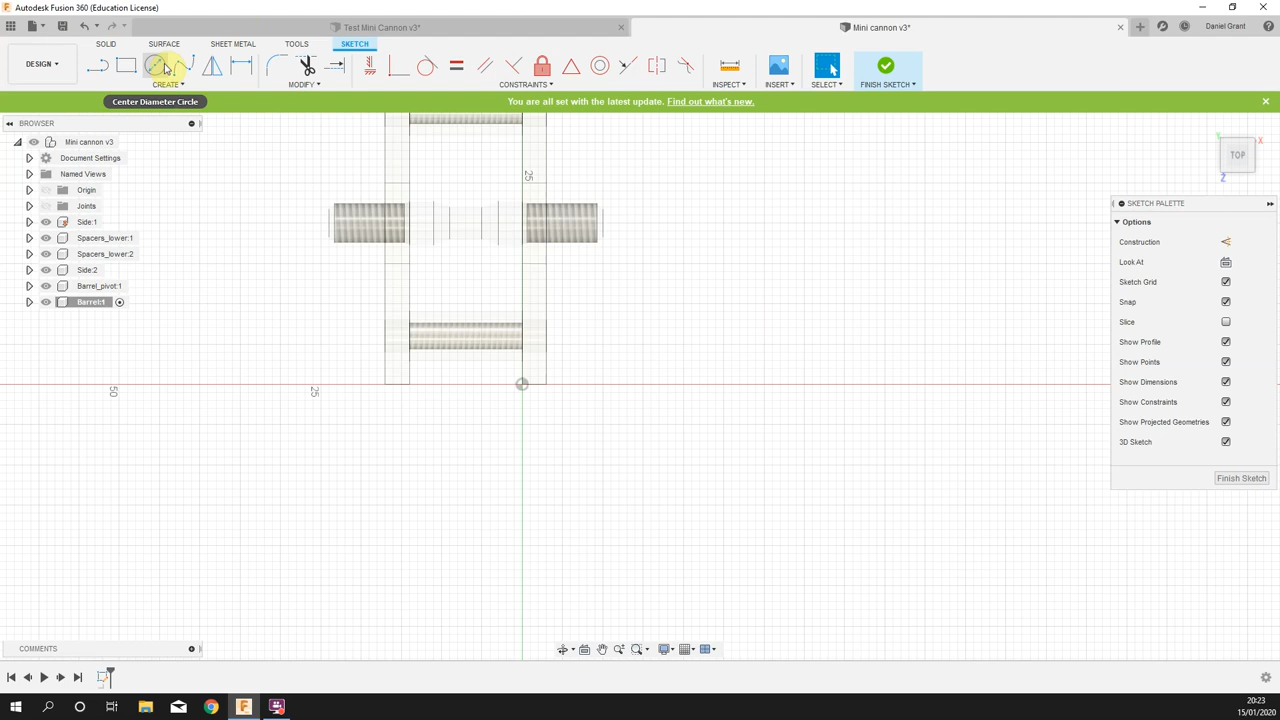 Autodesk Fusion 360 (Education License)
Test Mini Cannon v3*
Mini cannon v3*
Daniel Grant
DESIGN
SOLID
SURFACE
SHEET METAL
TOOLS
SKETCH
CREATE
MODIFY
CONSTRAINTS
INSPECT
INSERT
SELECT
FINISH SKETCH
Center Diameter Circle
You are all set with the latest update. Find out what's new.
BROWSER
Mini cannon v3
Document Settings
Named Views
Origin
Joints
Side:1
Spacers_lower:1
Spacers_lower:2
Side:2
Barrel_pivot:1
Barrel:1
25
50
25
TOP
X
Y
Z
SKETCH PALETTE
Options
Construction
Look At
Sketch Grid
Snap
Slice
Show Profile
Show Points
Show Dimensions
Show Constraints
Show Projected Geometries
3D Sketch
Finish Sketch
COMMENTS
20:23
15/01/2020